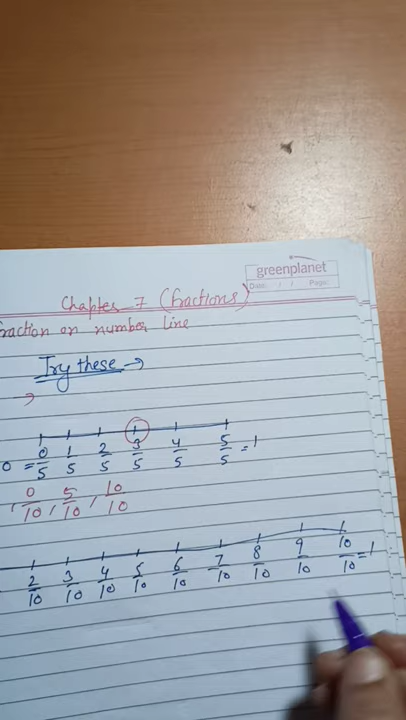 greenplanet
Date: / / Page:
Chapter 7 (fractions)
fraction on number line
Try these →
0 = 0/5 1/5 2/5 3/5 4/5 5/5 = 1
, 0/10, 5/10, 10/10
2/10 3/10 4/10 5/10 6/10 7/10 8/10 9/10 10/10 = 1